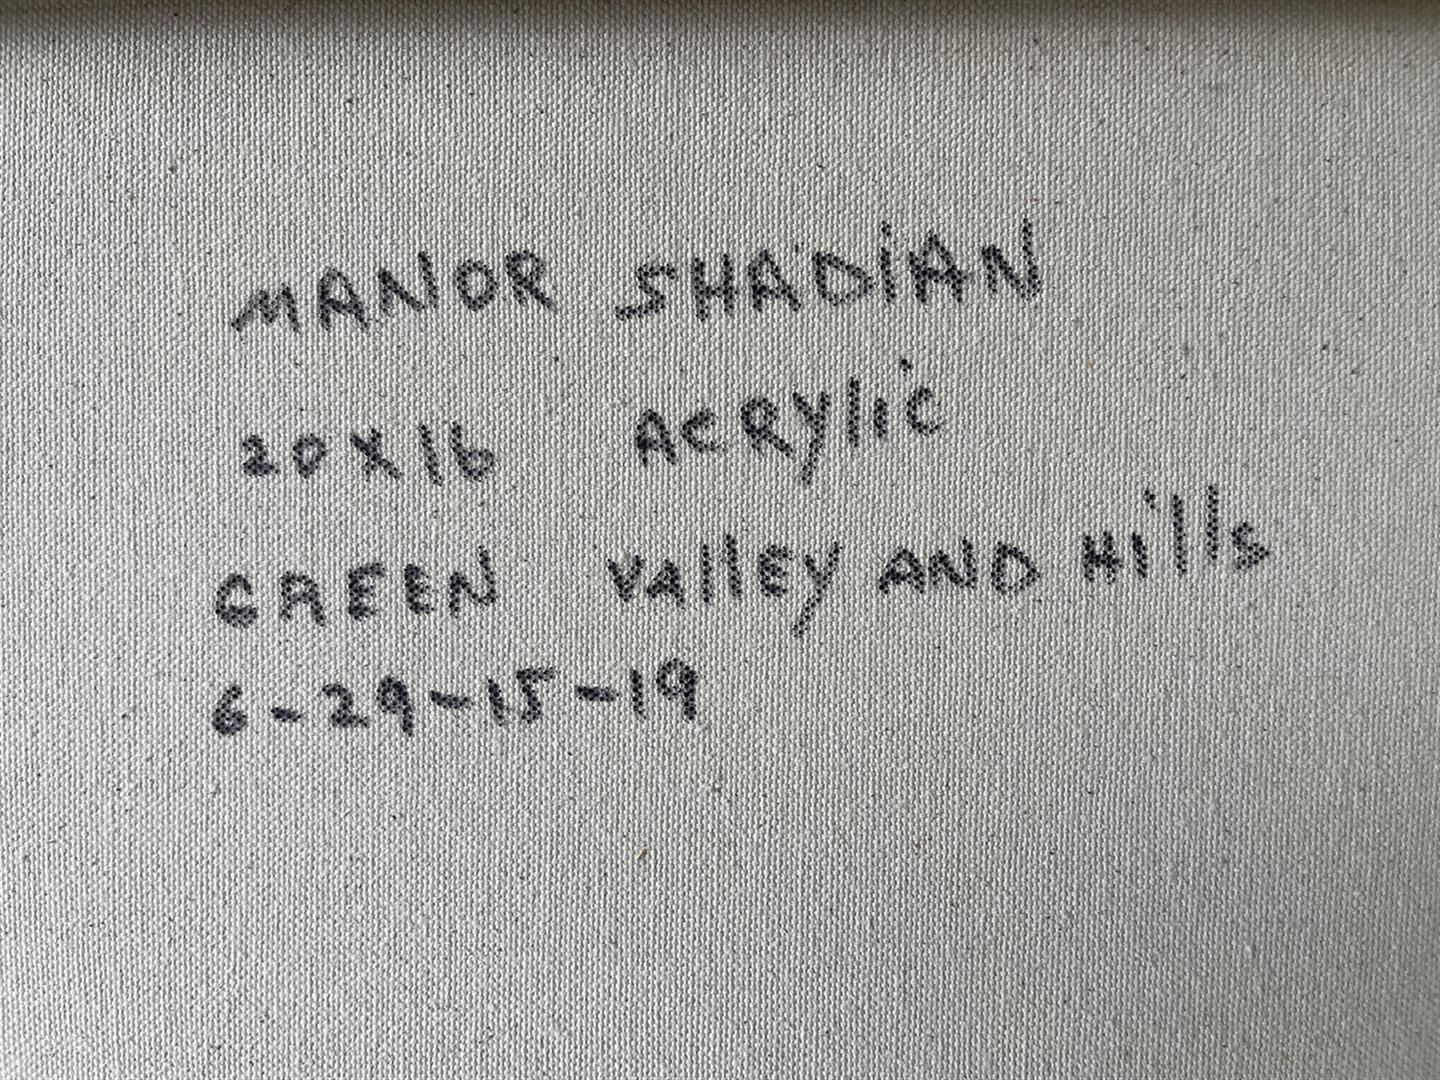 MANOR SHADiAN
20X16 ACRYlic
GREEN VAllEY AND Hills
6-29-15-19